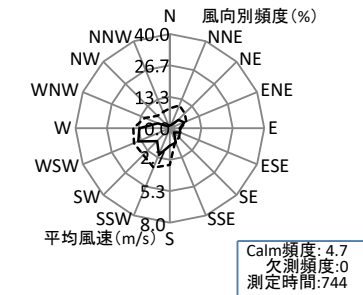 N 風向別頻度(%)
40.0
NNW NNE
NW NE
26.7
WNW ENE
13.3
W 0.0 E
WSW ESE
5.3
SW SE
SSW SSE
8.0
平均風速(m/s) S
Calm頻度: 4.7
欠測頻度:0
測定時間:744